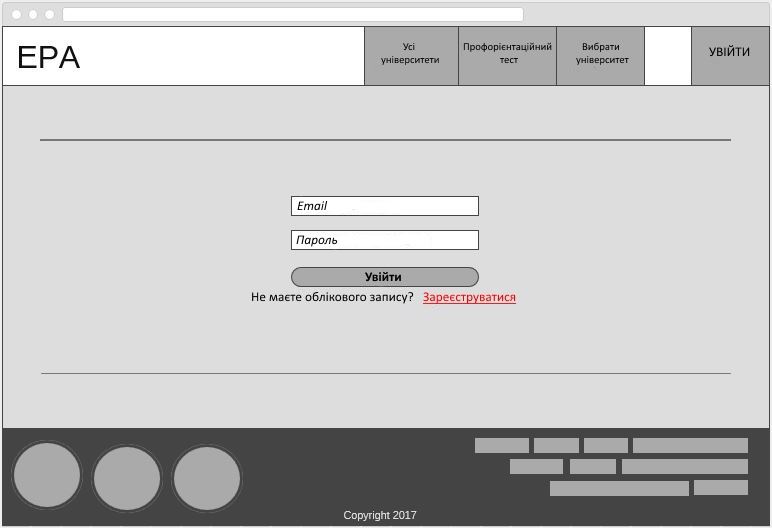 EPA
Усі
університети
Профорієнтаційний
тест
Вибрати
університет
УВІЙТИ
Email
Пароль
Увійти
Не маєте облікового запису? Зареєструватися
Copyright 2017